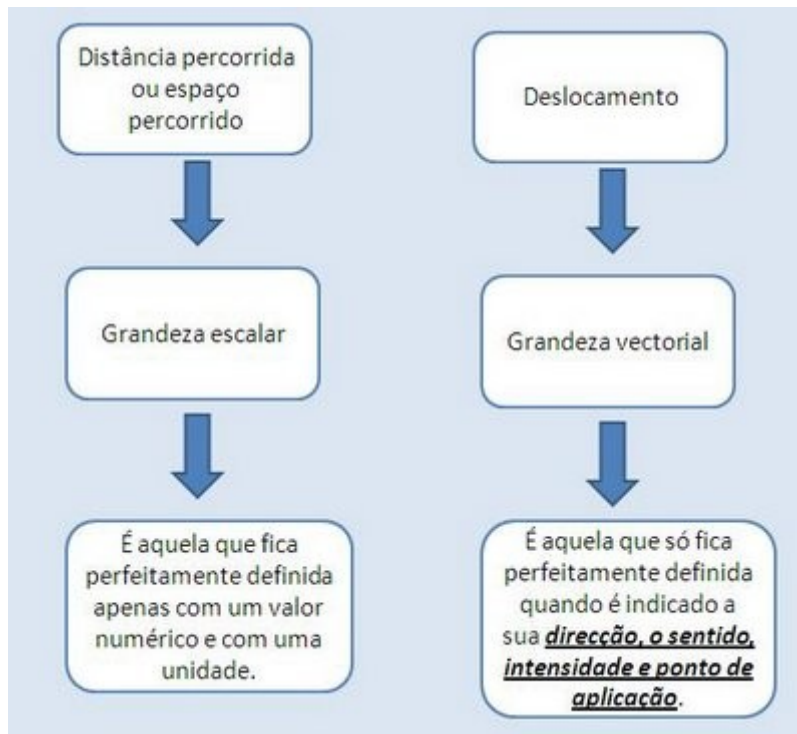 Distância percorrida
ou espaço
percorrido
Deslocamento
Grandeza escalar
Grandeza vectorial
É aquela que fica
perfeitamente definida
apenas com um valor
numérico e com uma
unidade.
É aquela que só fica
perfeitamente definida
quando é indicado a
sua direcção, o sentido,
intensidade e ponto de
aplicação.